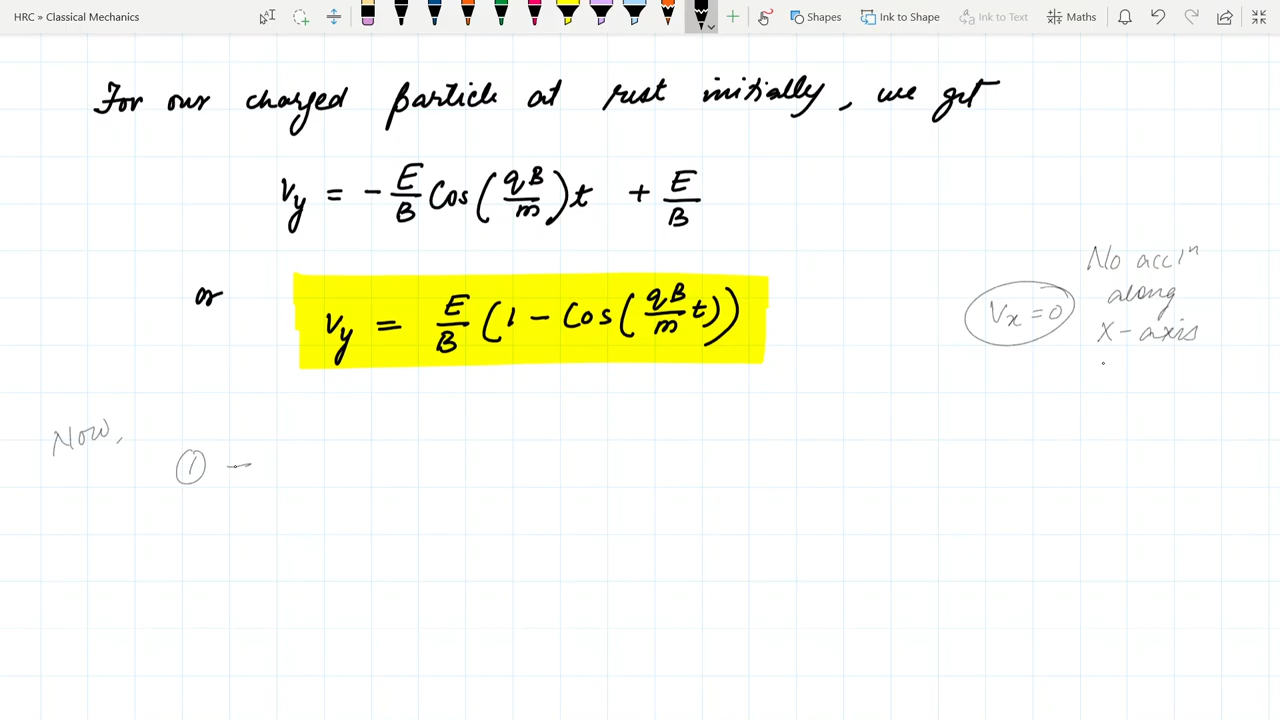 HRC » Classical Mechanics
Shapes
Ink to Shape
Ink to Text
Maths
For our charged particle at rest initially, we get
Vy = - E/B Cos(qB/m)t + E/B
or Vy = E/B (1 - Cos(qB/m t))
Vx = 0
No accln
along
X-axis
Now,
① -